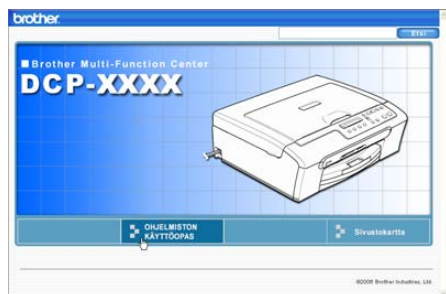 brother.
Etsi
Brother Multi-Function Center
DCP-XXXX
OHJELMISTON
KÄYTTÖOPAS
Sivustokartta
©2006 Brother Industries, Ltd.